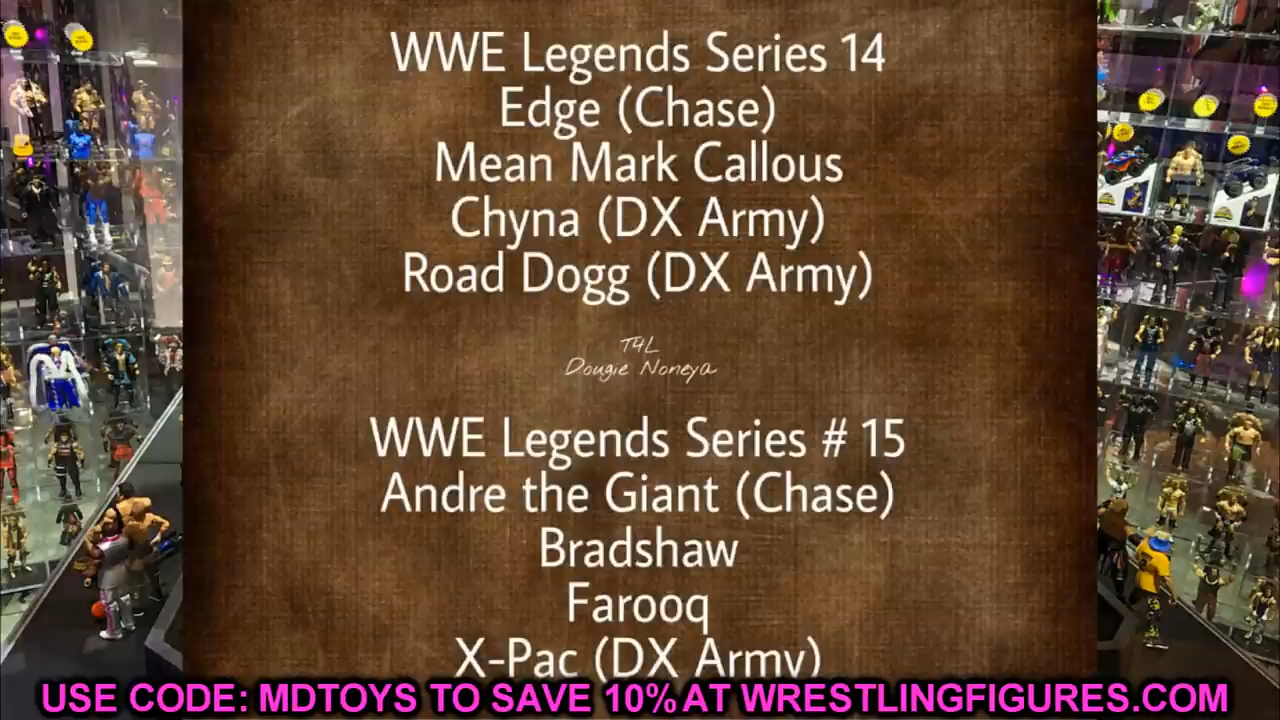 WWE Legends Series 14
Edge (Chase)
Mean Mark Callous
Chyna (DX Army)
Road Dogg (DX Army)
T4L
Dougie Noneya
WWE Legends Series # 15
Andre the Giant (Chase)
Bradshaw
Farooq
X-Pac (DX Army)
USE CODE: MDTOYS TO SAVE 10% AT WRESTLINGFIGURES.COM